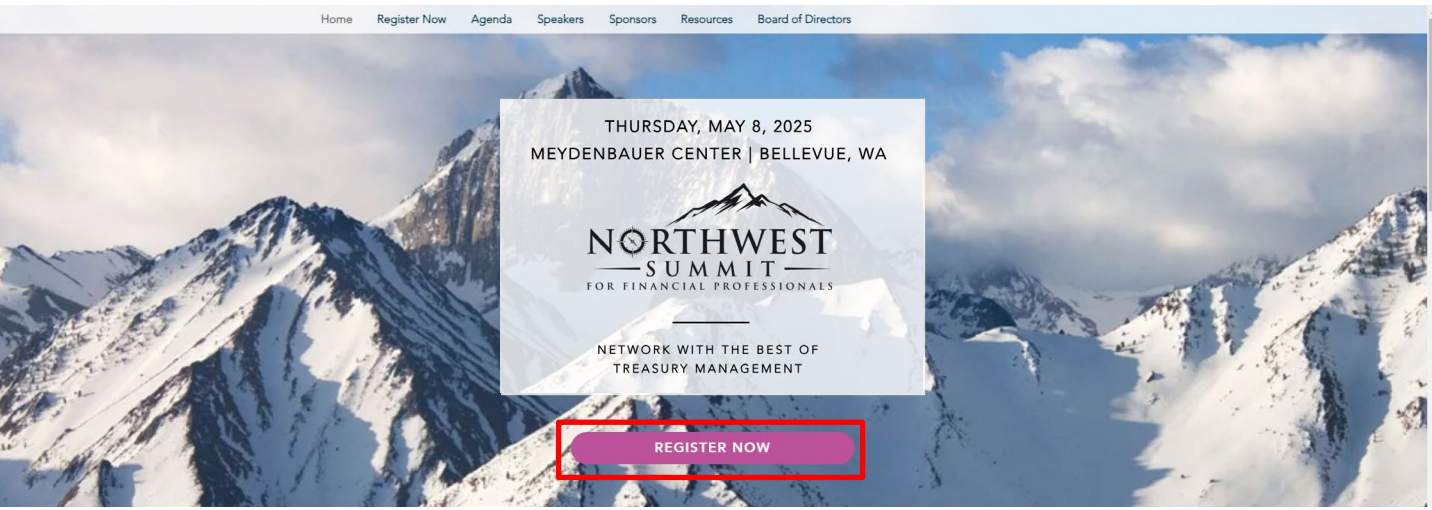 Home Register Now Agenda Speakers Sponsors Resources Board of Directors
THURSDAY, MAY 8, 2025
MEYDENBAUER CENTER | BELLEVUE, WA
NORTHWEST
SUMMIT
FOR FINANCIAL PROFESSIONALS
NETWORK WITH THE BEST OF
TREASURY MANAGEMENT
REGISTER NOW